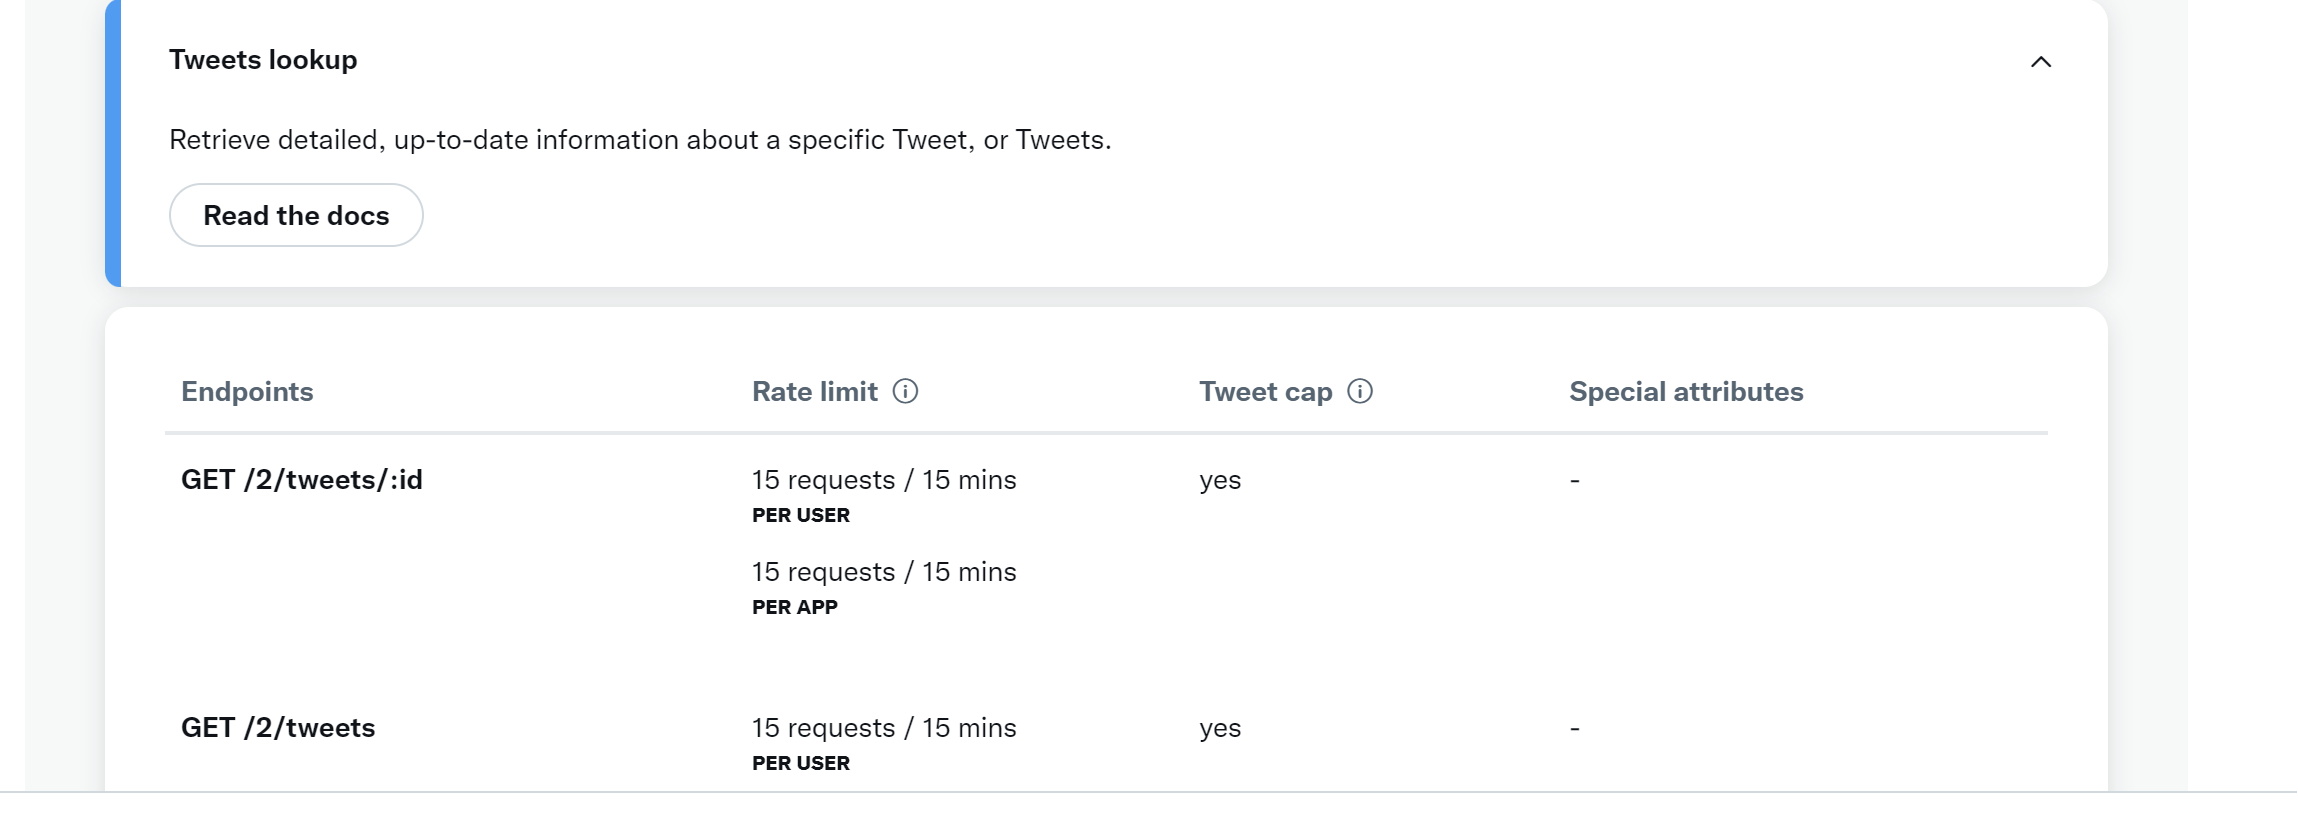 Tweets lookup
Retrieve detailed, up-to-date information about a specific Tweet, or Tweets.
Read the docs
Endpoints Rate limit Tweet cap Special attributes
GET /2/tweets/:id 15 requests / 15 mins yes -
PER USER
15 requests / 15 mins
PER APP
GET /2/tweets 15 requests / 15 mins yes -
PER USER